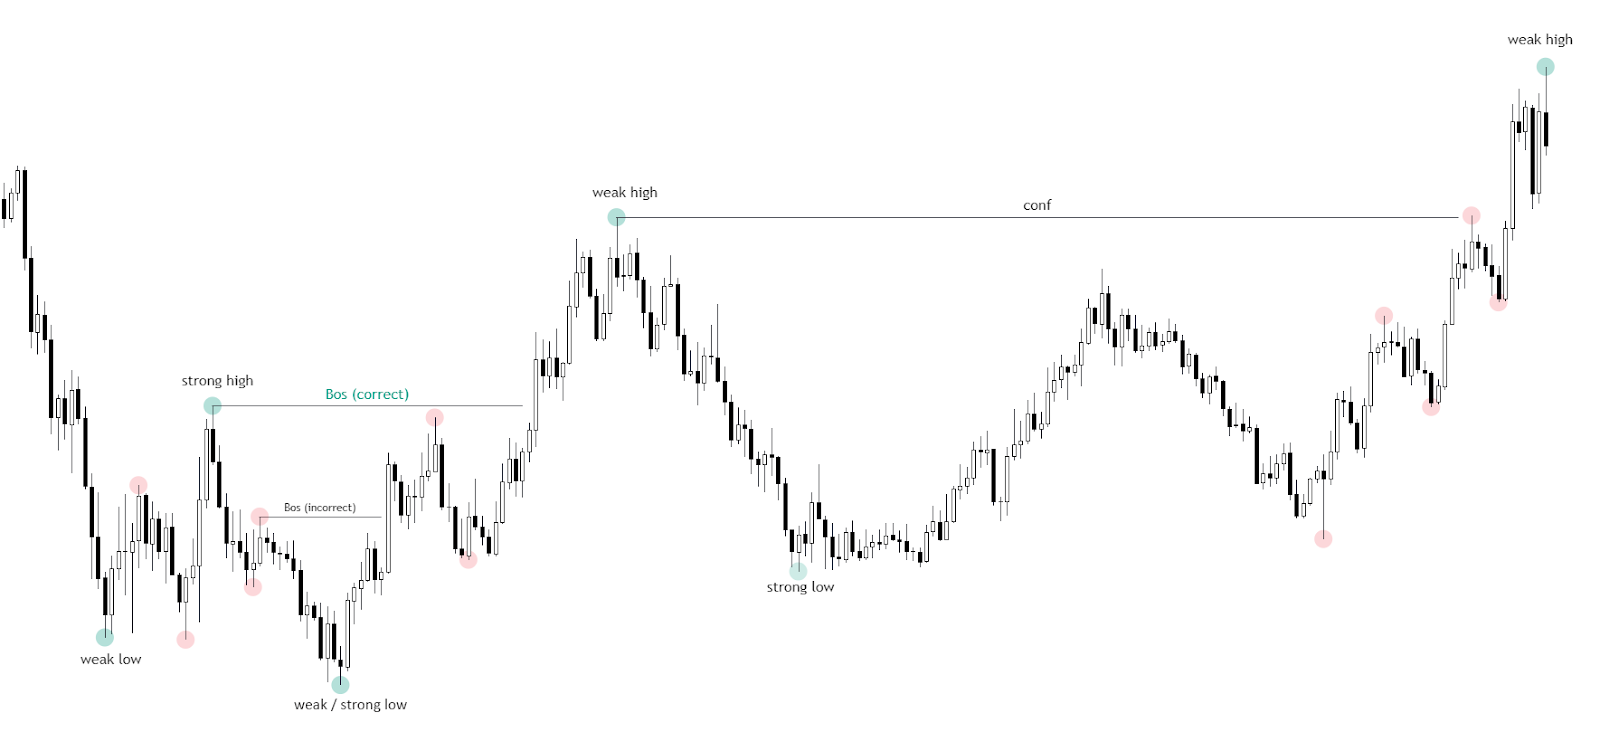 weak high
weak high
conf
strong high
Bos (correct)
Bos (incorrect)
strong low
weak low
weak / strong low